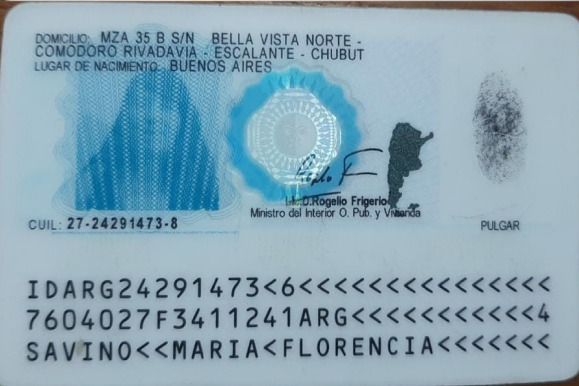 DOMICILIO: MZA 35 B S/N BELLA VISTA NORTE -
COMODORO RIVADAVIA - ESCALANTE - CHUBUT
LUGAR DE NACIMIENTO: BUENOS AIRES
D.Rogelio Frigerio
Ministro del Interior O. Pub. y Vivienda
CUIL: 27-24291473-8
PULGAR
IDARG24291473<6<<<<<<<<<<<<<<<
7604027F3411241ARG<<<<<<<<<<<4
SAVINO<<MARIA<FLORENCIA<<<<<<<